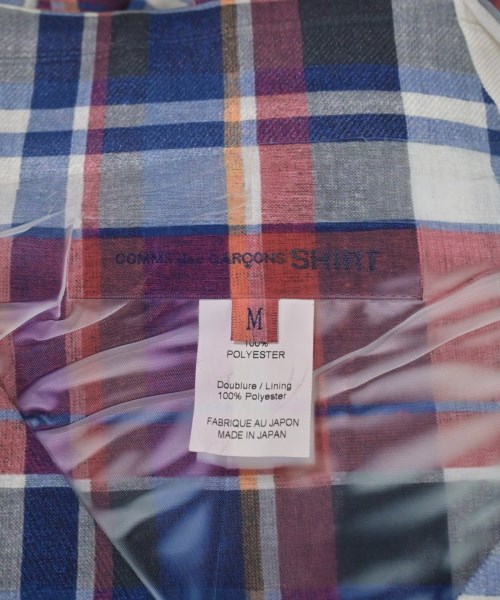 COMME des GARÇONS SHIRT
M
100%
POLYESTER
Doublure / Lining
100% Polyester
FABRIQUE AU JAPON
MADE IN JAPAN